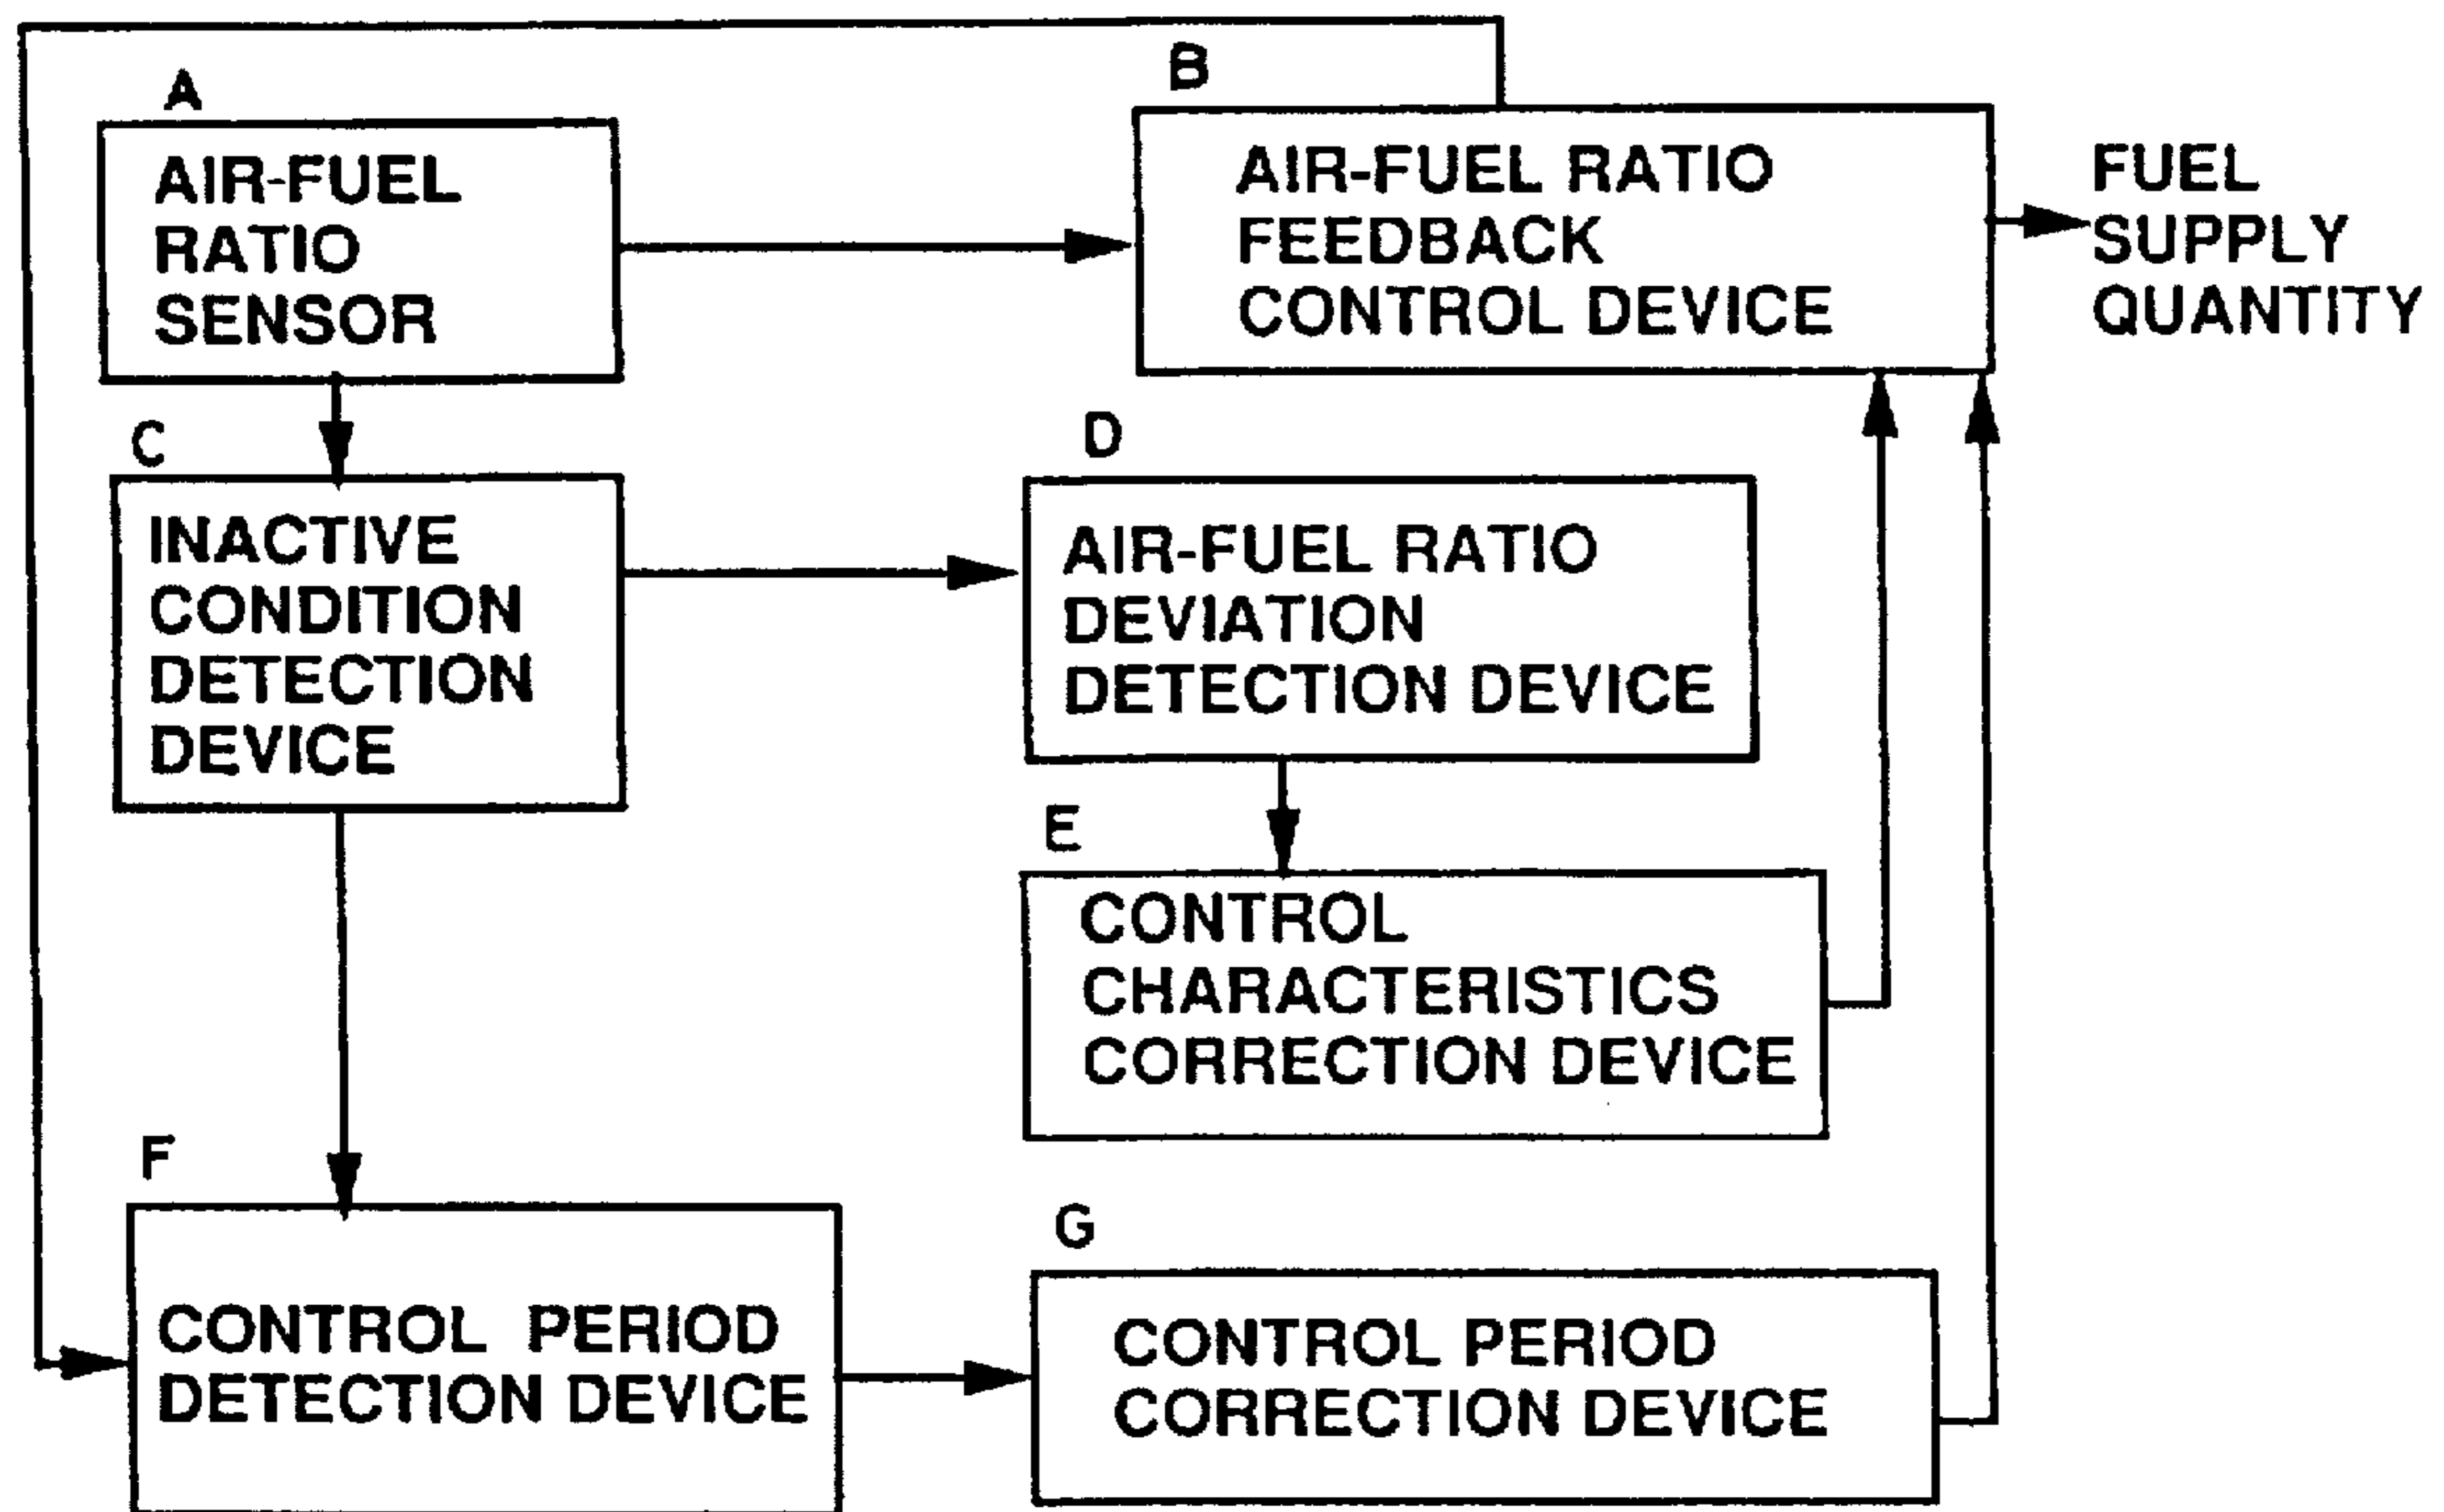 A
AIR-FUEL
RATIO
SENSOR
B
AIR-FUEL RATIO
FEEDBACK
CONTROL DEVICE
FUEL
SUPPLY
QUANTITY
C
INACTIVE
CONDITION
DETECTION
DEVICE
D
AIR-FUEL RATIO
DEVIATION
DETECTION DEVICE
E
CONTROL
CHARACTERISTICS
CORRECTION DEVICE
F
CONTROL PERIOD
DETECTION DEVICE
G
CONTROL PERIOD
CORRECTION DEVICE